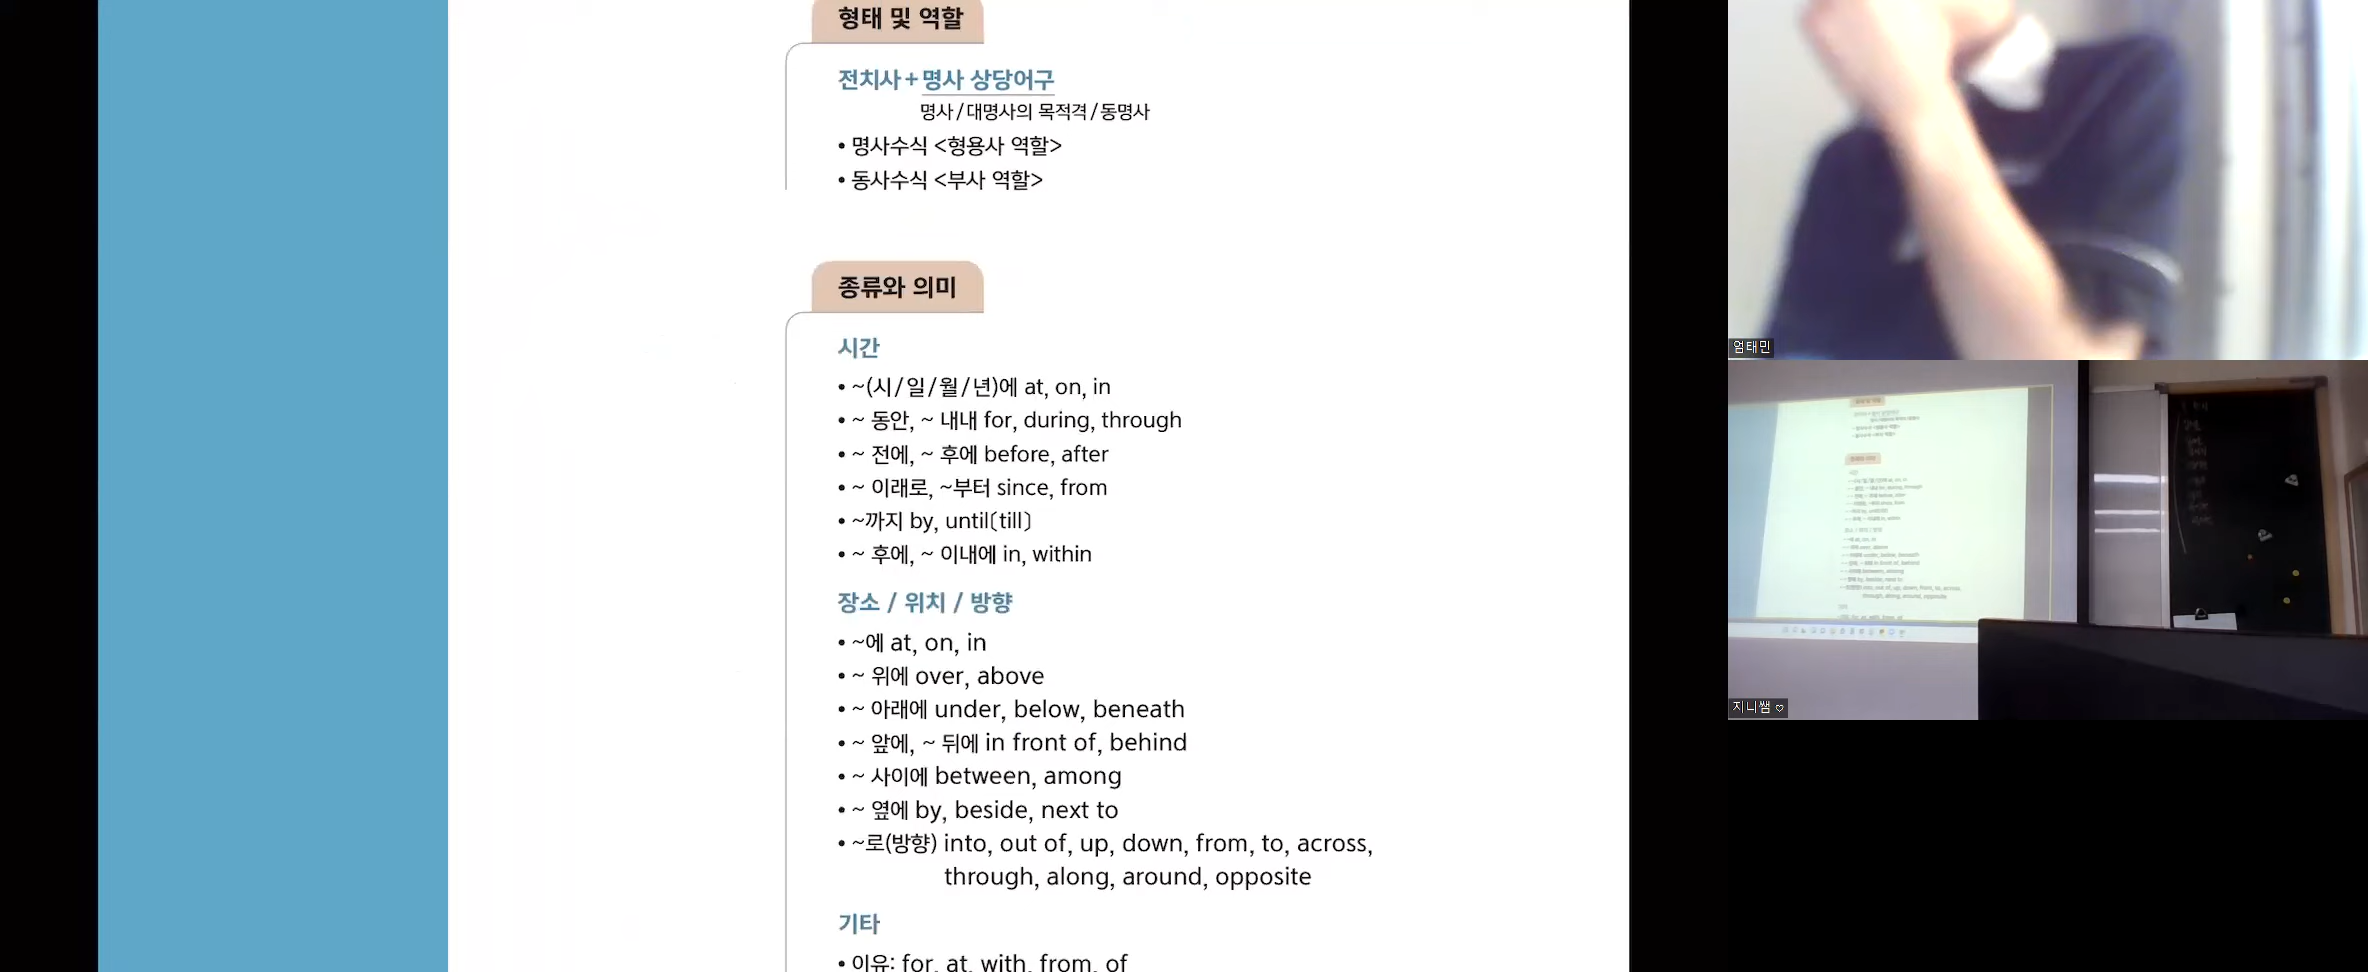 형태 및 역할
전치사+명사 상당어구
명사/대명사의 목적격/동명사
• 명사수식 <형용사 역할>
• 동사수식 <부사 역할>
종류와 의미
시간
• ~(시/일/월/년)에 at, on, in
• ~ 동안, ~ 내내 for, during, through
• ~ 전에, ~ 후에 before, after
• ~ 이래로, ~부터 since, from
• ~까지 by, until(till)
• ~ 후에, ~ 이내에 in, within
장소 / 위치 / 방향
• ~에 at, on, in
• ~ 위에 over, above
• ~ 아래에 under, below, beneath
• ~ 앞에, ~ 뒤에 in front of, behind
• ~ 사이에 between, among
• ~ 옆에 by, beside, next to
• ~로(방향) into, out of, up, down, from, to, across,
through, along, around, opposite
기타
• 이유: for, at, with, from, of
엄태민
지니쌤 ♡